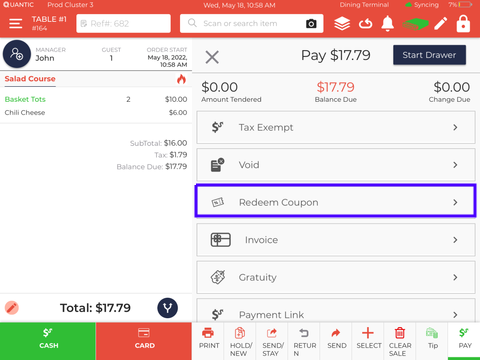 QUANTIC Prod Cluster 3 Wed, May 18, 10:58 AM Dining Terminal Syncing 97%
TABLE #1
#164
Ref#: 682
Scan or search from
MANAGER
John
GUEST
1
ORDER START
May 18, 2022,
10:58 AM
Salad Course
Basket Tots 2 $10.00
Chili Cheese $6.00
SubTotal: $16.00
Tax: $1.79
Balance Due: $17.79
Total: $17.79
CASH
CARD
Pay $17.79
Start Drawer
$0.00
Amount Tendered
$17.79
Balance Due
$0.00
Change Due
Tax Exempt
Void
Redeem Coupon
Invoice
Gratuity
Payment Link
PRINT
HOLD/
NEW
SEND/
STAY
RETUR
N
SEND
SELECT
CLEAR
SALE
Tip
PAY